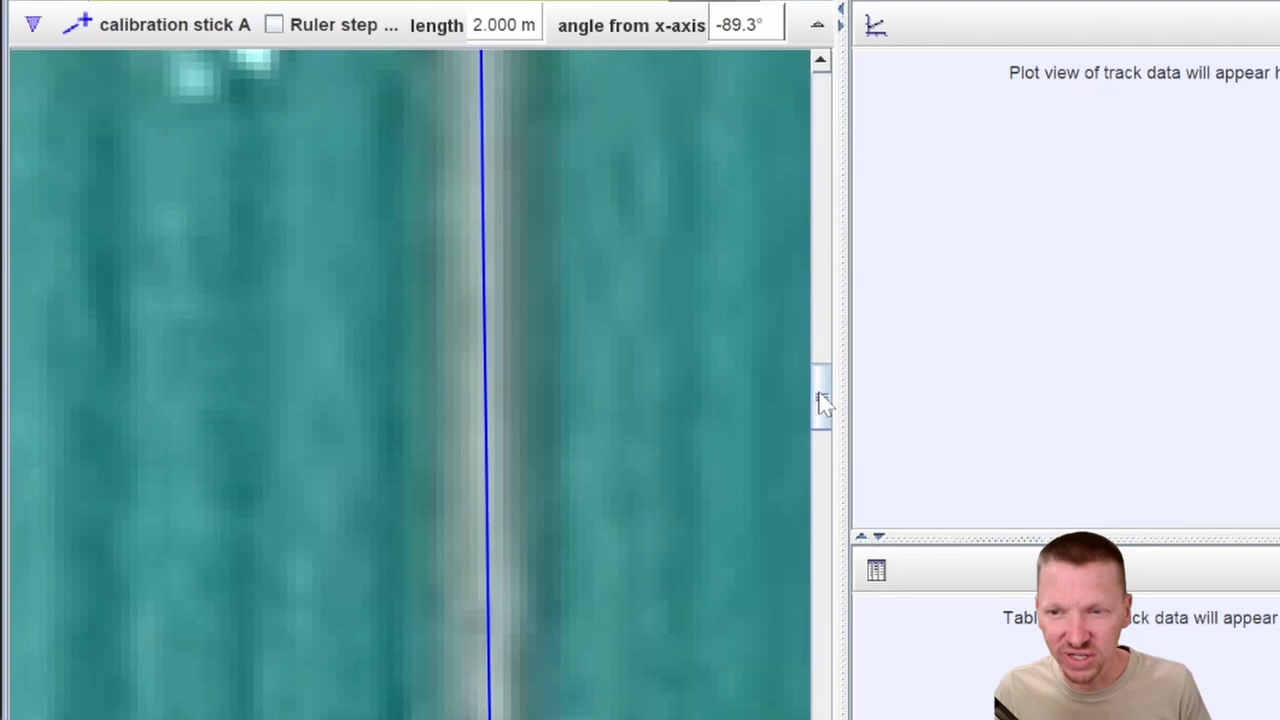 calibration stick A Ruler step ... length 2.000 m angle from x-axis -89.3°
Plot view of track data will appear
ck data will appear